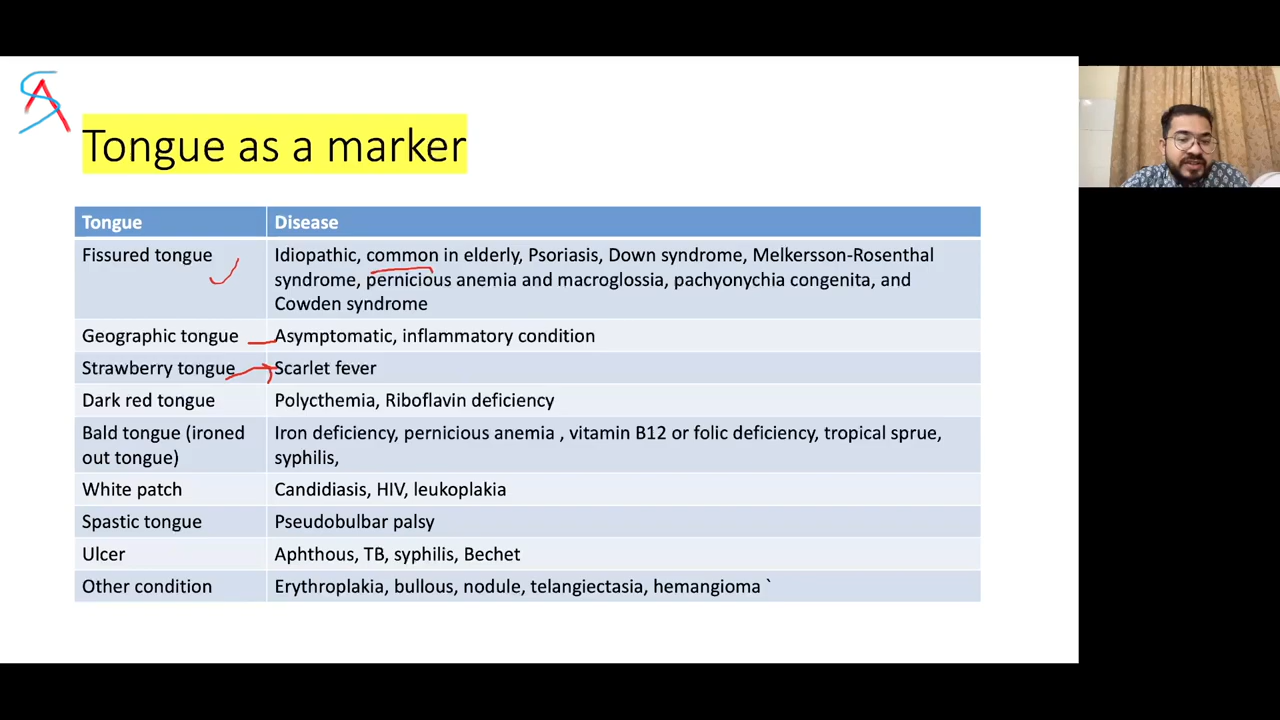 SA
Tongue as a marker
Tongue Disease
Fissured tongue Idiopathic, common in elderly, Psoriasis, Down syndrome, Melkersson-Rosenthal
syndrome, pernicious anemia and macroglossia, pachyonychia congenita, and
Cowden syndrome
Geographic tongue Asymptomatic, inflammatory condition
Strawberry tongue Scarlet fever
Dark red tongue Polycthemia, Riboflavin deficiency
Bald tongue (ironed Iron deficiency, pernicious anemia , vitamin B12 or folic deficiency, tropical sprue,
out tongue) syphilis,
White patch Candidiasis, HIV, leukoplakia
Spastic tongue Pseudobulbar palsy
Ulcer Aphthous, TB, syphilis, Bechet
Other condition Erythroplakia, bullous, nodule, telangiectasia, hemangioma `